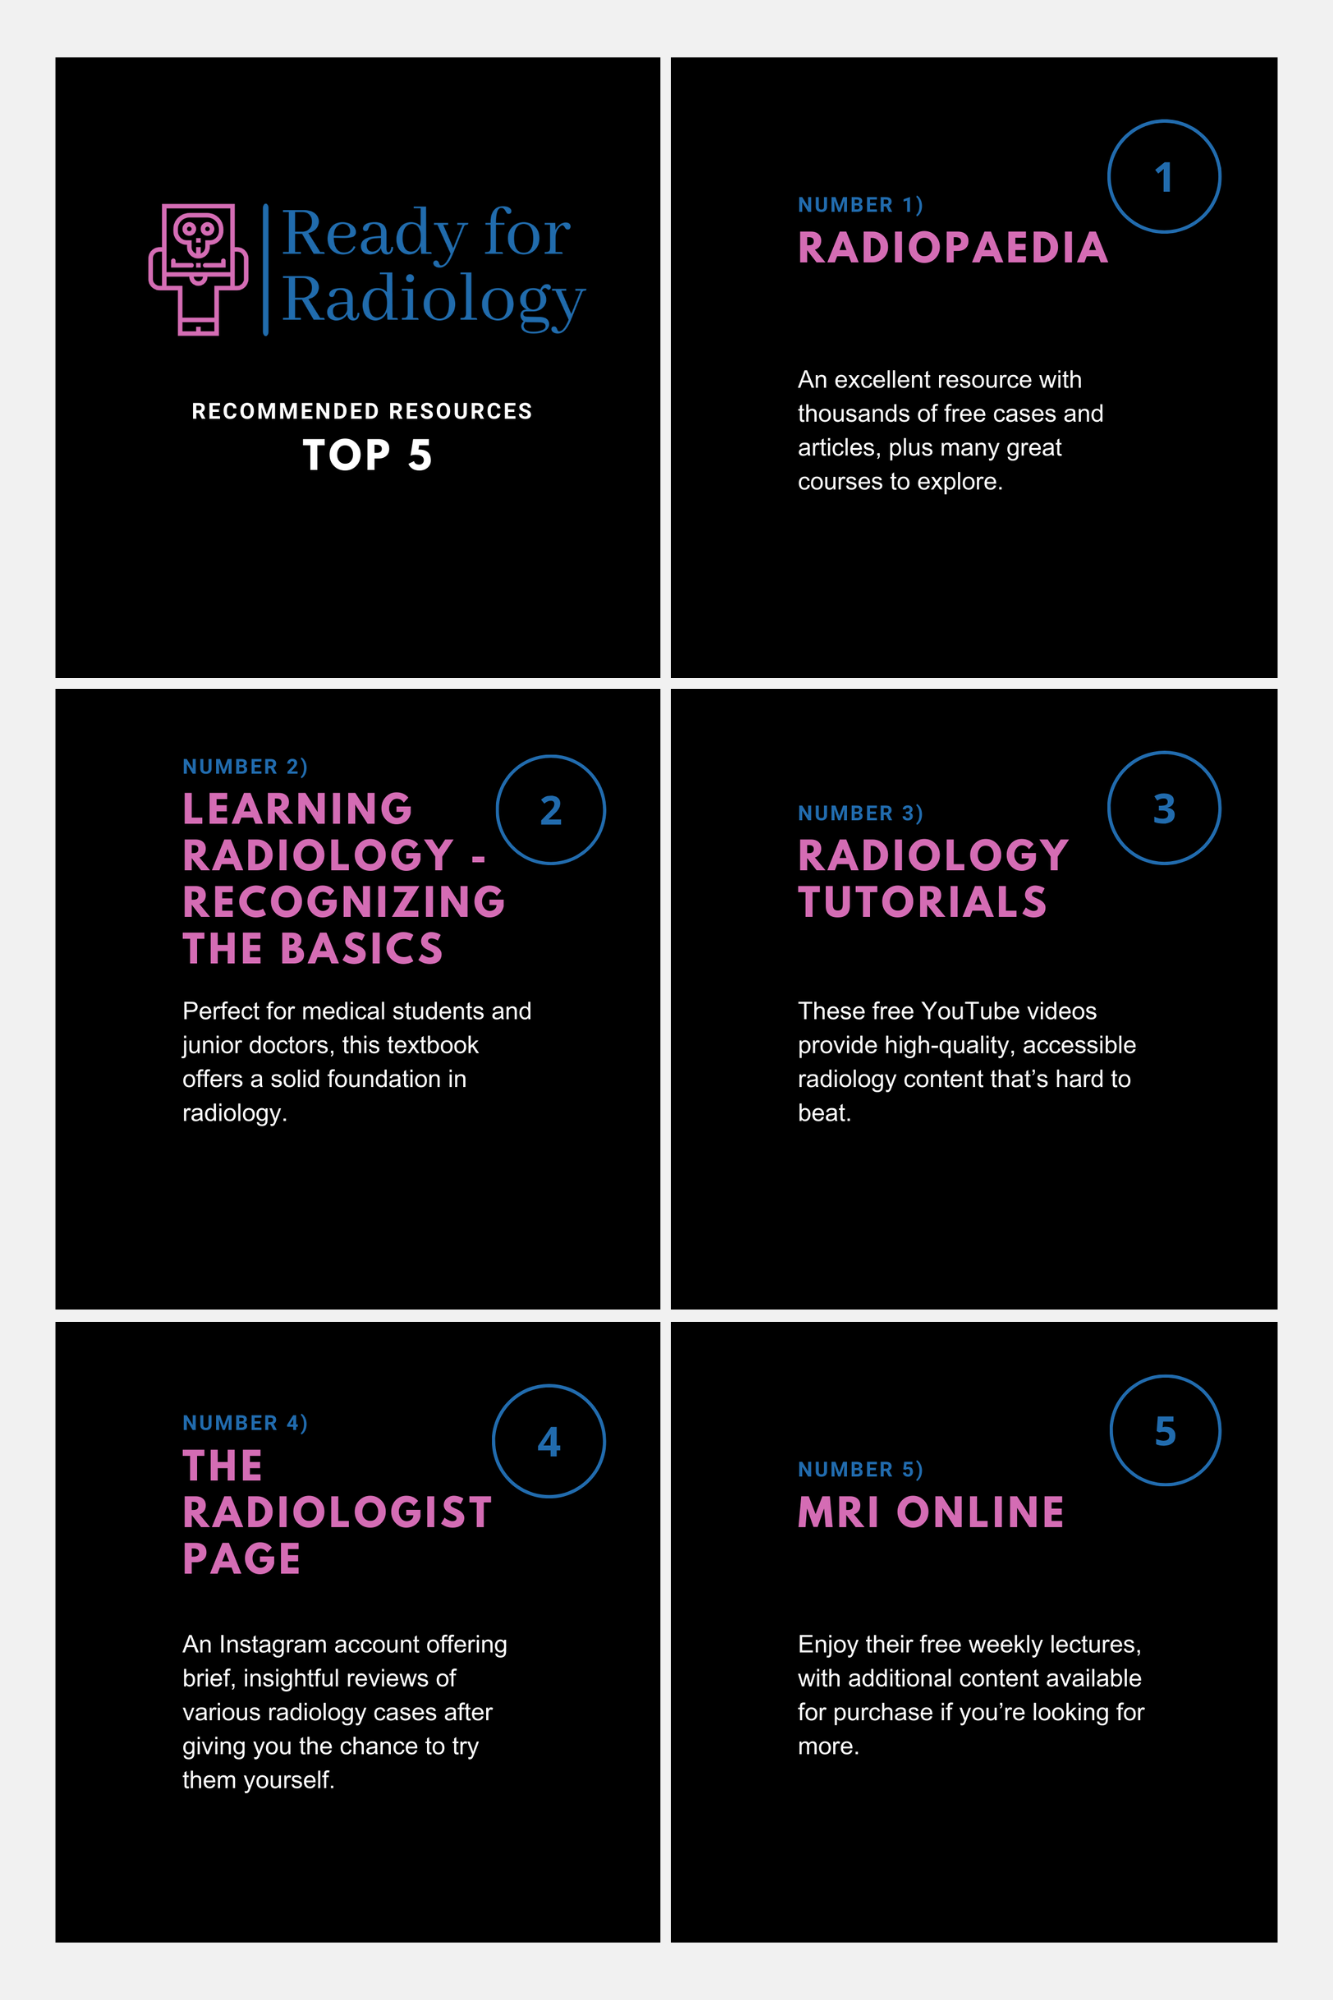 Ready for
Radiology
RECOMMENDED RESOURCES
TOP 5
1
NUMBER 1)
RADIOPAEDIA
An excellent resource with
thousands of free cases and
articles, plus many great
courses to explore.
2
NUMBER 2)
LEARNING
RADIOLOGY -
RECOGNIZING
THE BASICS
Perfect for medical students and
junior doctors, this textbook
offers a solid foundation in
radiology.
3
NUMBER 3)
RADIOLOGY
TUTORIALS
These free YouTube videos
provide high-quality, accessible
radiology content that’s hard to
beat.
4
NUMBER 4)
THE
RADIOLOGIST
PAGE
An Instagram account offering
brief, insightful reviews of
various radiology cases after
giving you the chance to try
them yourself.
5
NUMBER 5)
MRI ONLINE
Enjoy their free weekly lectures,
with additional content available
for purchase if you’re looking for
more.